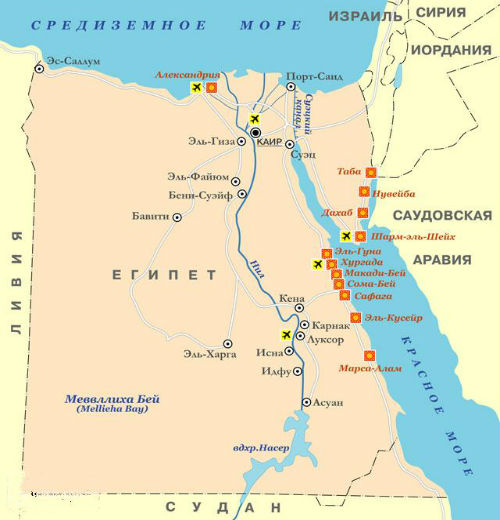 ИЗРАИЛЬ
СИРИЯ
СРЕДИЗЕМНОЕ МОРЕ
ИОРДАНИЯ
Эс-Саллум
Александрия
Порт-Саид
Суэцкий
канал
Эль-Гиза
КАИР
Суэц
Эль-Файюм
Таба
Бени-Суэйф
Нувейба
Бавити
Дахаб
САУДОВСКАЯ
Шарм-эль-Шейх
АРАВИЯ
ЛИВИЯ
Эль-Гуна
Хургада
ЕГИПЕТ
Нил
Макади-Бей
Сома-Бей
Сафага
Кена
Эль-Кусейр
Карнак
Луксор
Эль-Харга
Исна
Марса-Алам
КРАСНОЕ МОРЕ
Идфу
Меввллиха Бей
(Mellieha Bay)
Асуан
вдхр.Насер
СУДАН